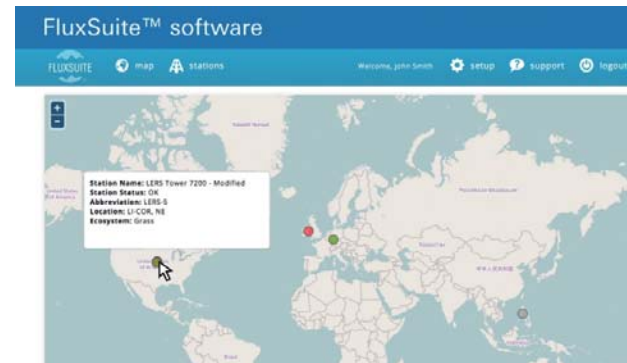 FluxSuite™ software
FLUXSUITE
map
stations
Welcome, John Smith
setup
support
logout
+
-
Station Name: LERS Tower 7200 - Modified
Station Status: OK
Abbreviation: LERS-S
Location: LI-COR, NE
Ecosystem: Grass
Brazil